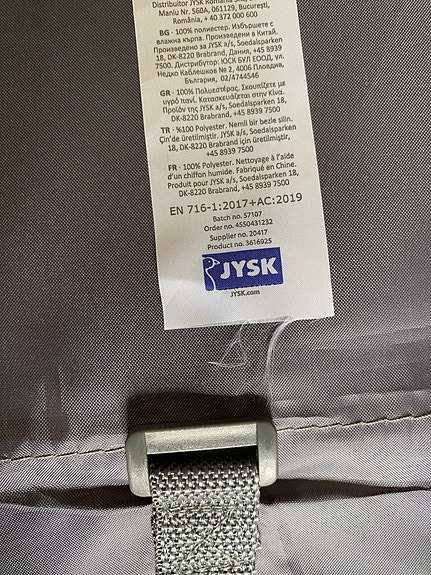 Distribuitor JYSK Romania
Maniu Nr. 560A, 061129, București,
România, + 40 372 000 600
BG · 100% полиестер. Избършете с
влажна кърпа. Произведени в Китай.
Произведено за JYSK a/s, Soedalsparken 18,
DK-8220 Brabrand, Дания, +45 8939
7500. Дистрибутор: ЮСК БУЛ ЕООД, ул.
Недко Каблешков № 2, 4006 Пловдив,
България, 02/4744546
GR · 100% Πολυεστέρας. Σκουπίζετε με
υγρό πανί. Κατασκευάζεται στην Κίνα.
Προϊόν της JYSK a/s, Soedalsparken 18,
DK-8220 Brabrand, +45 8939 7500
TR · %100 Polyester. Nemli bir bezle silin.
Çin'de üretilmiştir. JYSK a/s, Soedalsparken
18, DK-8220 Brabrand için üretilmiştir,
+45 8939 7500
FR · 100% Polyester. Nettoyage à l'aide
d'un chiffon humide. Fabriqué en Chine.
Produit pour JYSK a/s, Soedalsparken 18,
DK-8220 Brabrand, +45 8939 7500
EN 716-1:2017+AC:2019
Batch no. 57107
Order no. 4550431232
Supplier no. 20417
Product no. 3616925
JYSK
JYSK.com